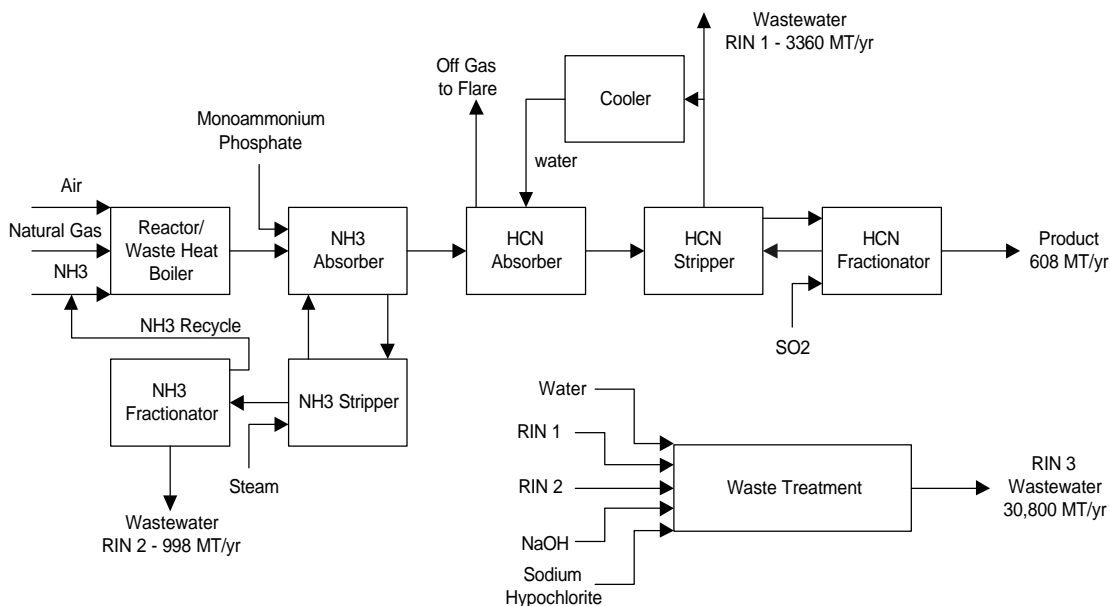 Wastewater
RIN 1 - 3360 MT/yr
Off Gas
to Flare
Cooler
Monoammonium
Phosphate
water
Air
Natural Gas
NH3
Reactor/
Waste Heat
Boiler
NH3
Absorber
HCN
Absorber
HCN
Stripper
HCN
Fractionator
Product
608 MT/yr
NH3 Recycle
SO2
NH3
Fractionator
NH3 Stripper
Steam
Wastewater
RIN 2 - 998 MT/yr
Water
RIN 1
RIN 2
NaOH
Sodium
Hypochlorite
Waste Treatment
RIN 3
Wastewater
30,800 MT/yr